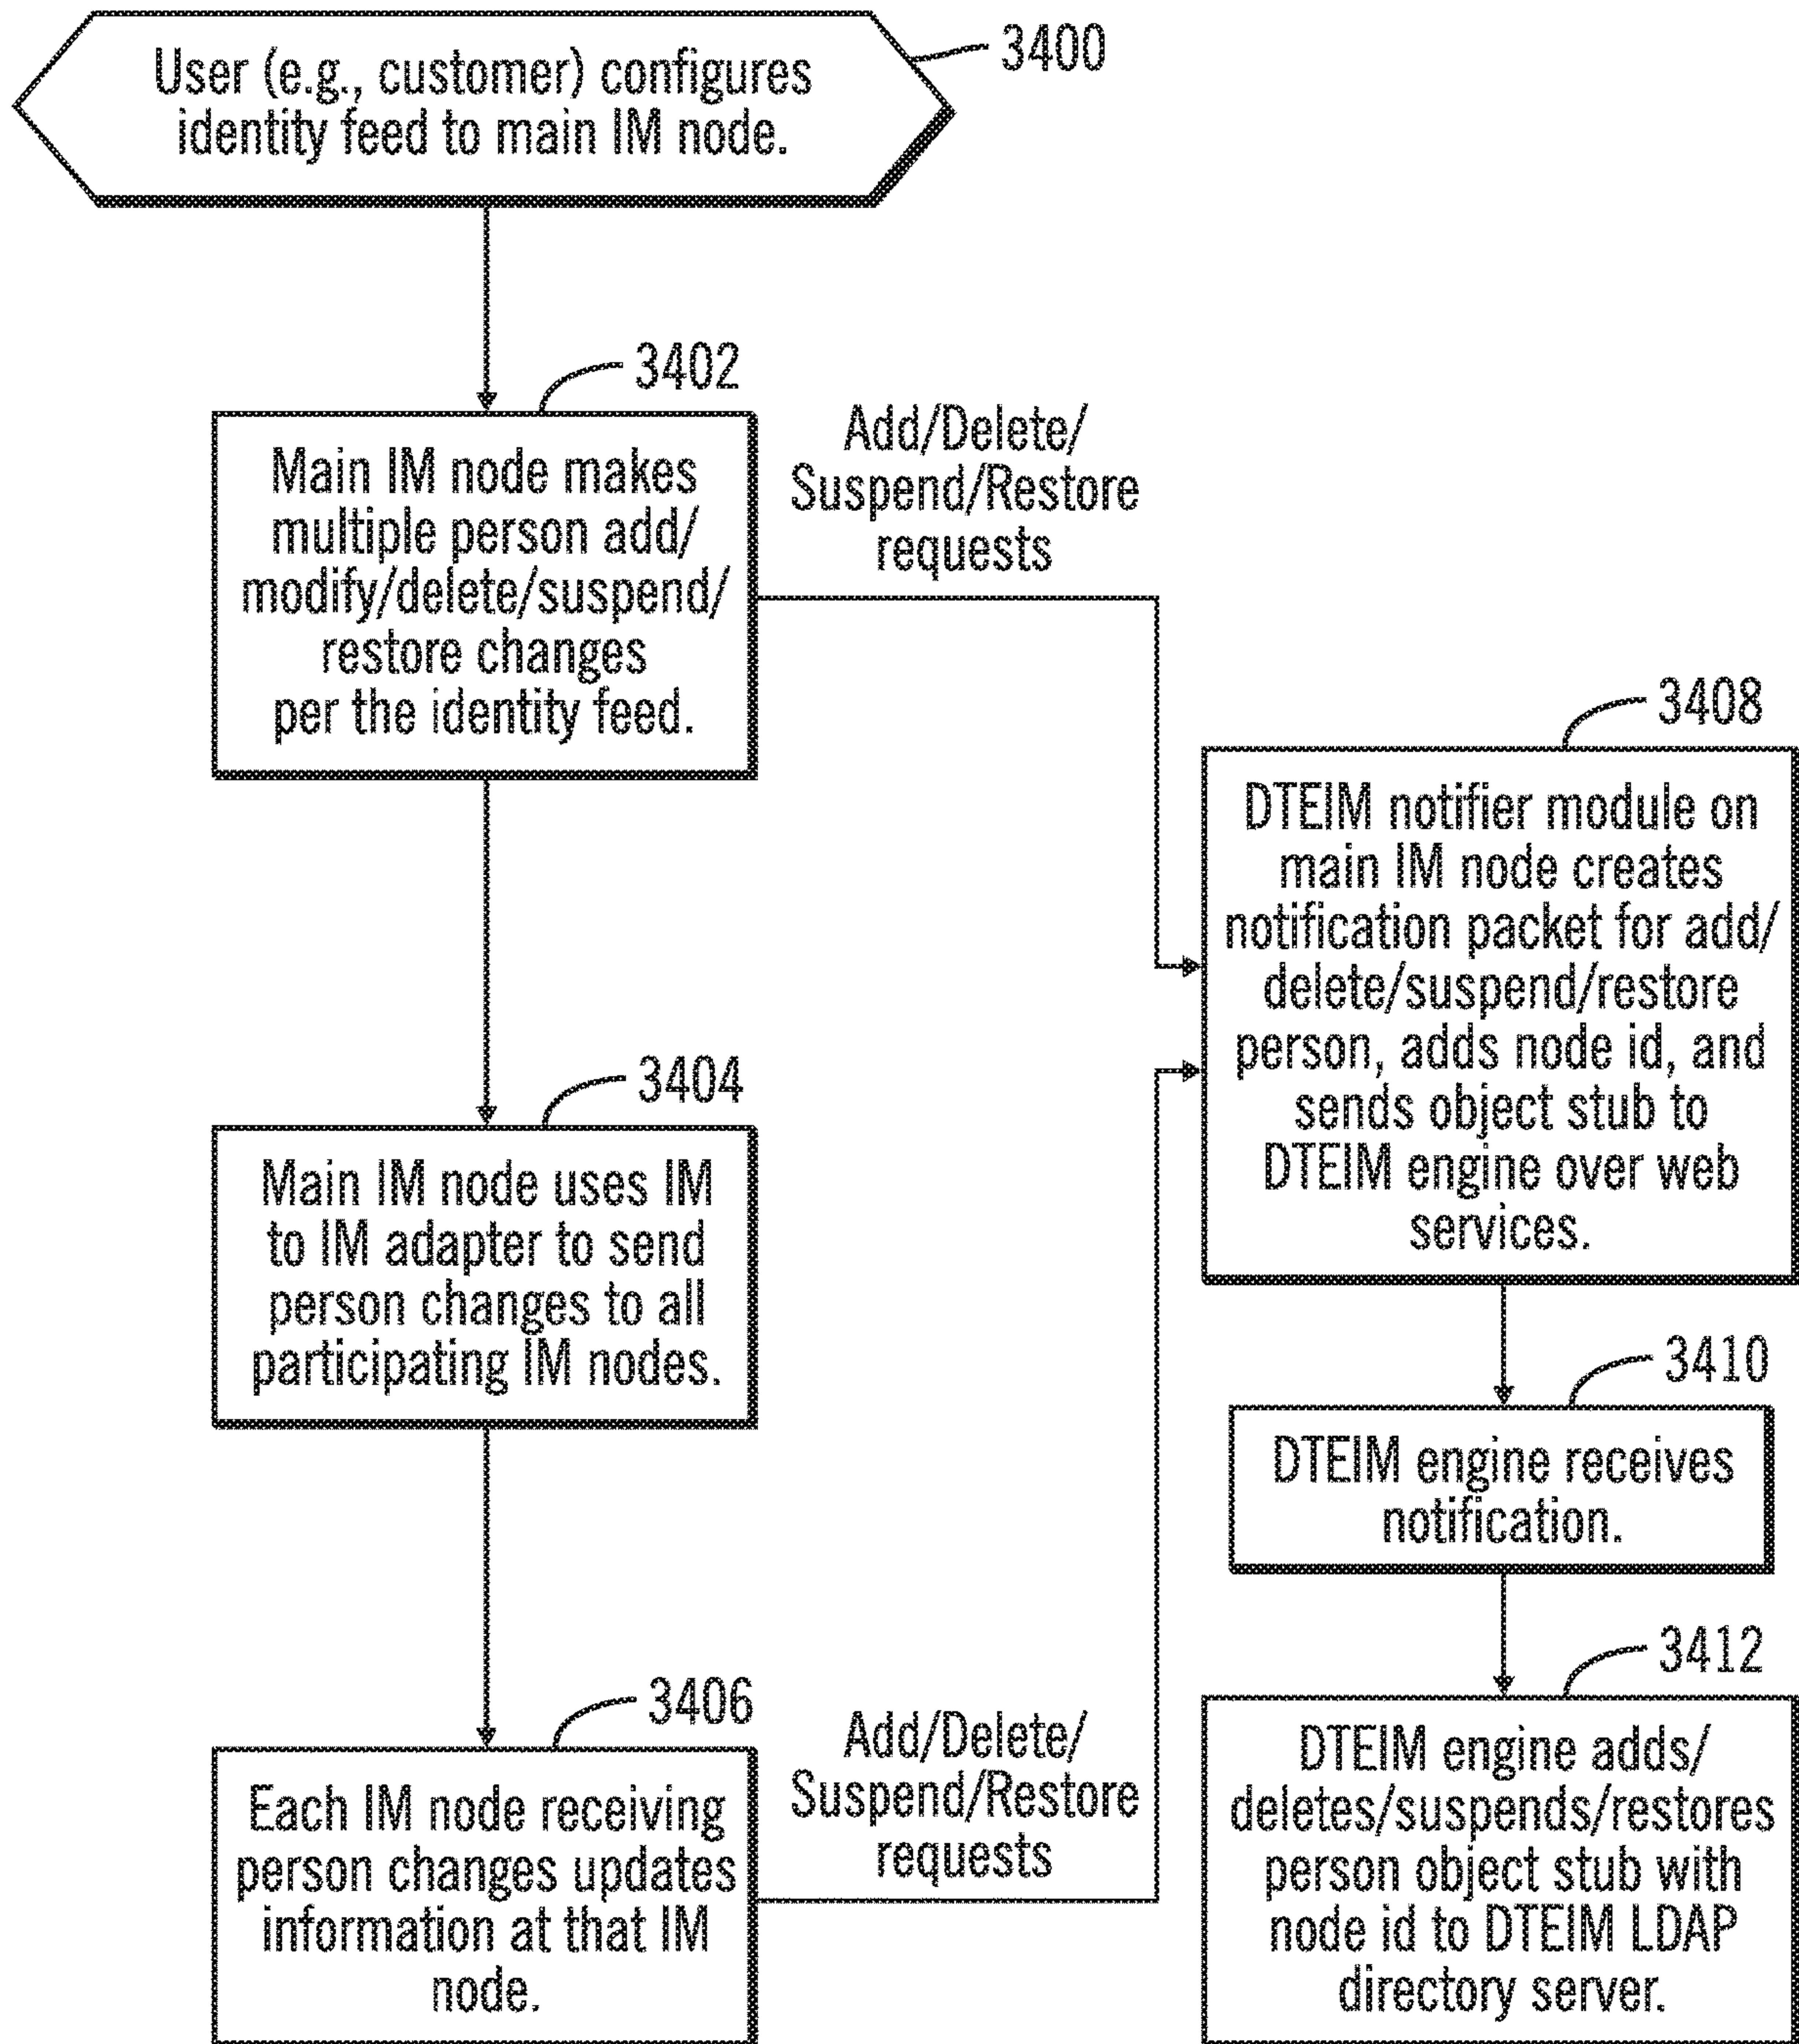 User (e.g., customer) configures
identity feed to main IM node.
3400
3402
Main IM node makes
multiple person add/
modify/delete/suspend/
restore changes
per the identity feed.
Add/Delete/
Suspend/Restore
requests
3404
Main IM node uses IM
to IM adapter to send
person changes to all
participating IM nodes.
3406
Each IM node receiving
person changes updates
information at that IM
node.
Add/Delete/
Suspend/Restore
requests
3408
DTEIM notifier module on
main IM node creates
notification packet for add/
delete/suspend/restore
person, adds node id, and
sends object stub to
DTEIM engine over web
services.
3410
DTEIM engine receives
notification.
3412
DTEIM engine adds/
deletes/suspends/restores
person object stub with
node id to DTEIM LDAP
directory server.